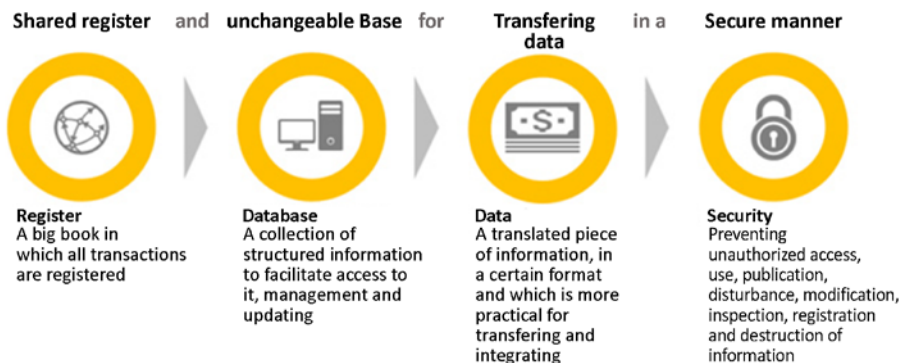 Shared register and unchangeable Base for Transfering data in a Secure manner
$
Register
A big book in
which all transactions
are registered
Database
A collection of
structured information
to facilitate access to
it, management and
updating
Data
A translated piece
of information, in
a certain format
and which is more
practical for
transfering and
integrating
Security
Preventing
unauthorized access,
use, publication,
disturbance, modification,
inspection, registration
and destruction of
information